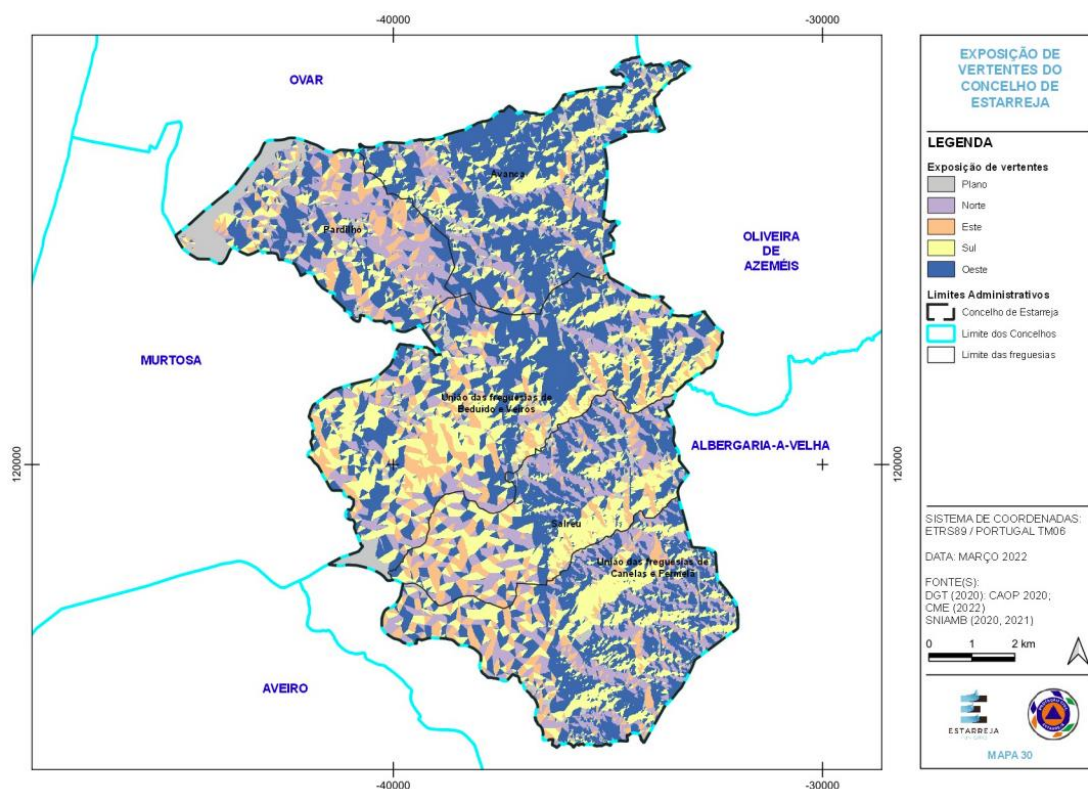 -40000
-30000
OVAR
Avanca
Pardilhó
OLIVEIRA
DE
AZEMÉIS
MURTOSA
União das freguesias de
Beduído e Veirós
ALBERGARIA-A-VELHA
120000
120000
Salreu
União das freguesias de
Canelas e Fermelã
AVEIRO
-40000
-30000
EXPOSIÇÃO DE
VERTENTES DO
CONCELHO DE
ESTARREJA
LEGENDA
Exposição de vertentes
Plano
Norte
Este
Sul
Oeste
Limites Administrativos
Concelho de Estarreja
Limite dos Concelhos
Limite das freguesias
SISTEMA DE COORDENADAS:
ETRS89 / PORTUGAL TM06
DATA: MARÇO 2022
FONTE(S):
DGT (2020): CAOP 2020;
CME (2022)
SNIAMB (2020, 2021)
0 1 2 km
ESTARREJA
MAPA 30